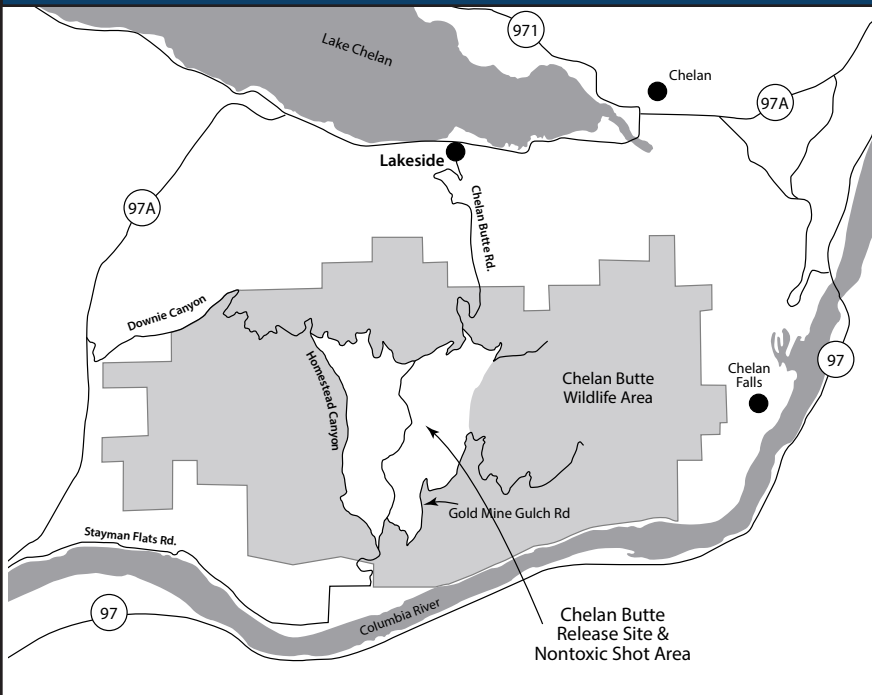 971
Lake Chelan
Chelan
97A
Lakeside
97A
Chelan Butte Rd.
Downie Canyon
Homestead Canyon
Chelan Butte
Wildlife Area
Chelan
Falls
97
Gold Mine Gulch Rd
Stayman Flats Rd.
97
Columbia River
Chelan Butte
Release Site &
Nontoxic Shot Area